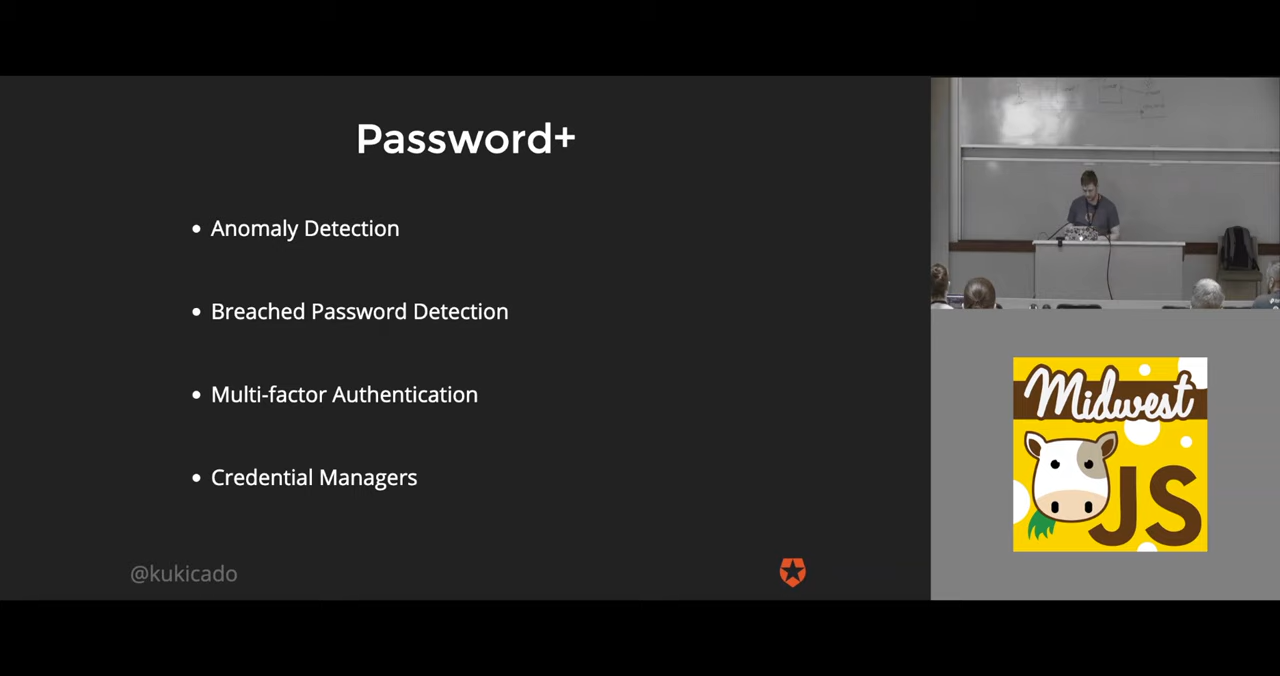 Password+
Anomaly Detection
Breached Password Detection
Multi-factor Authentication
Credential Managers
@kukicado
Midwest
JS